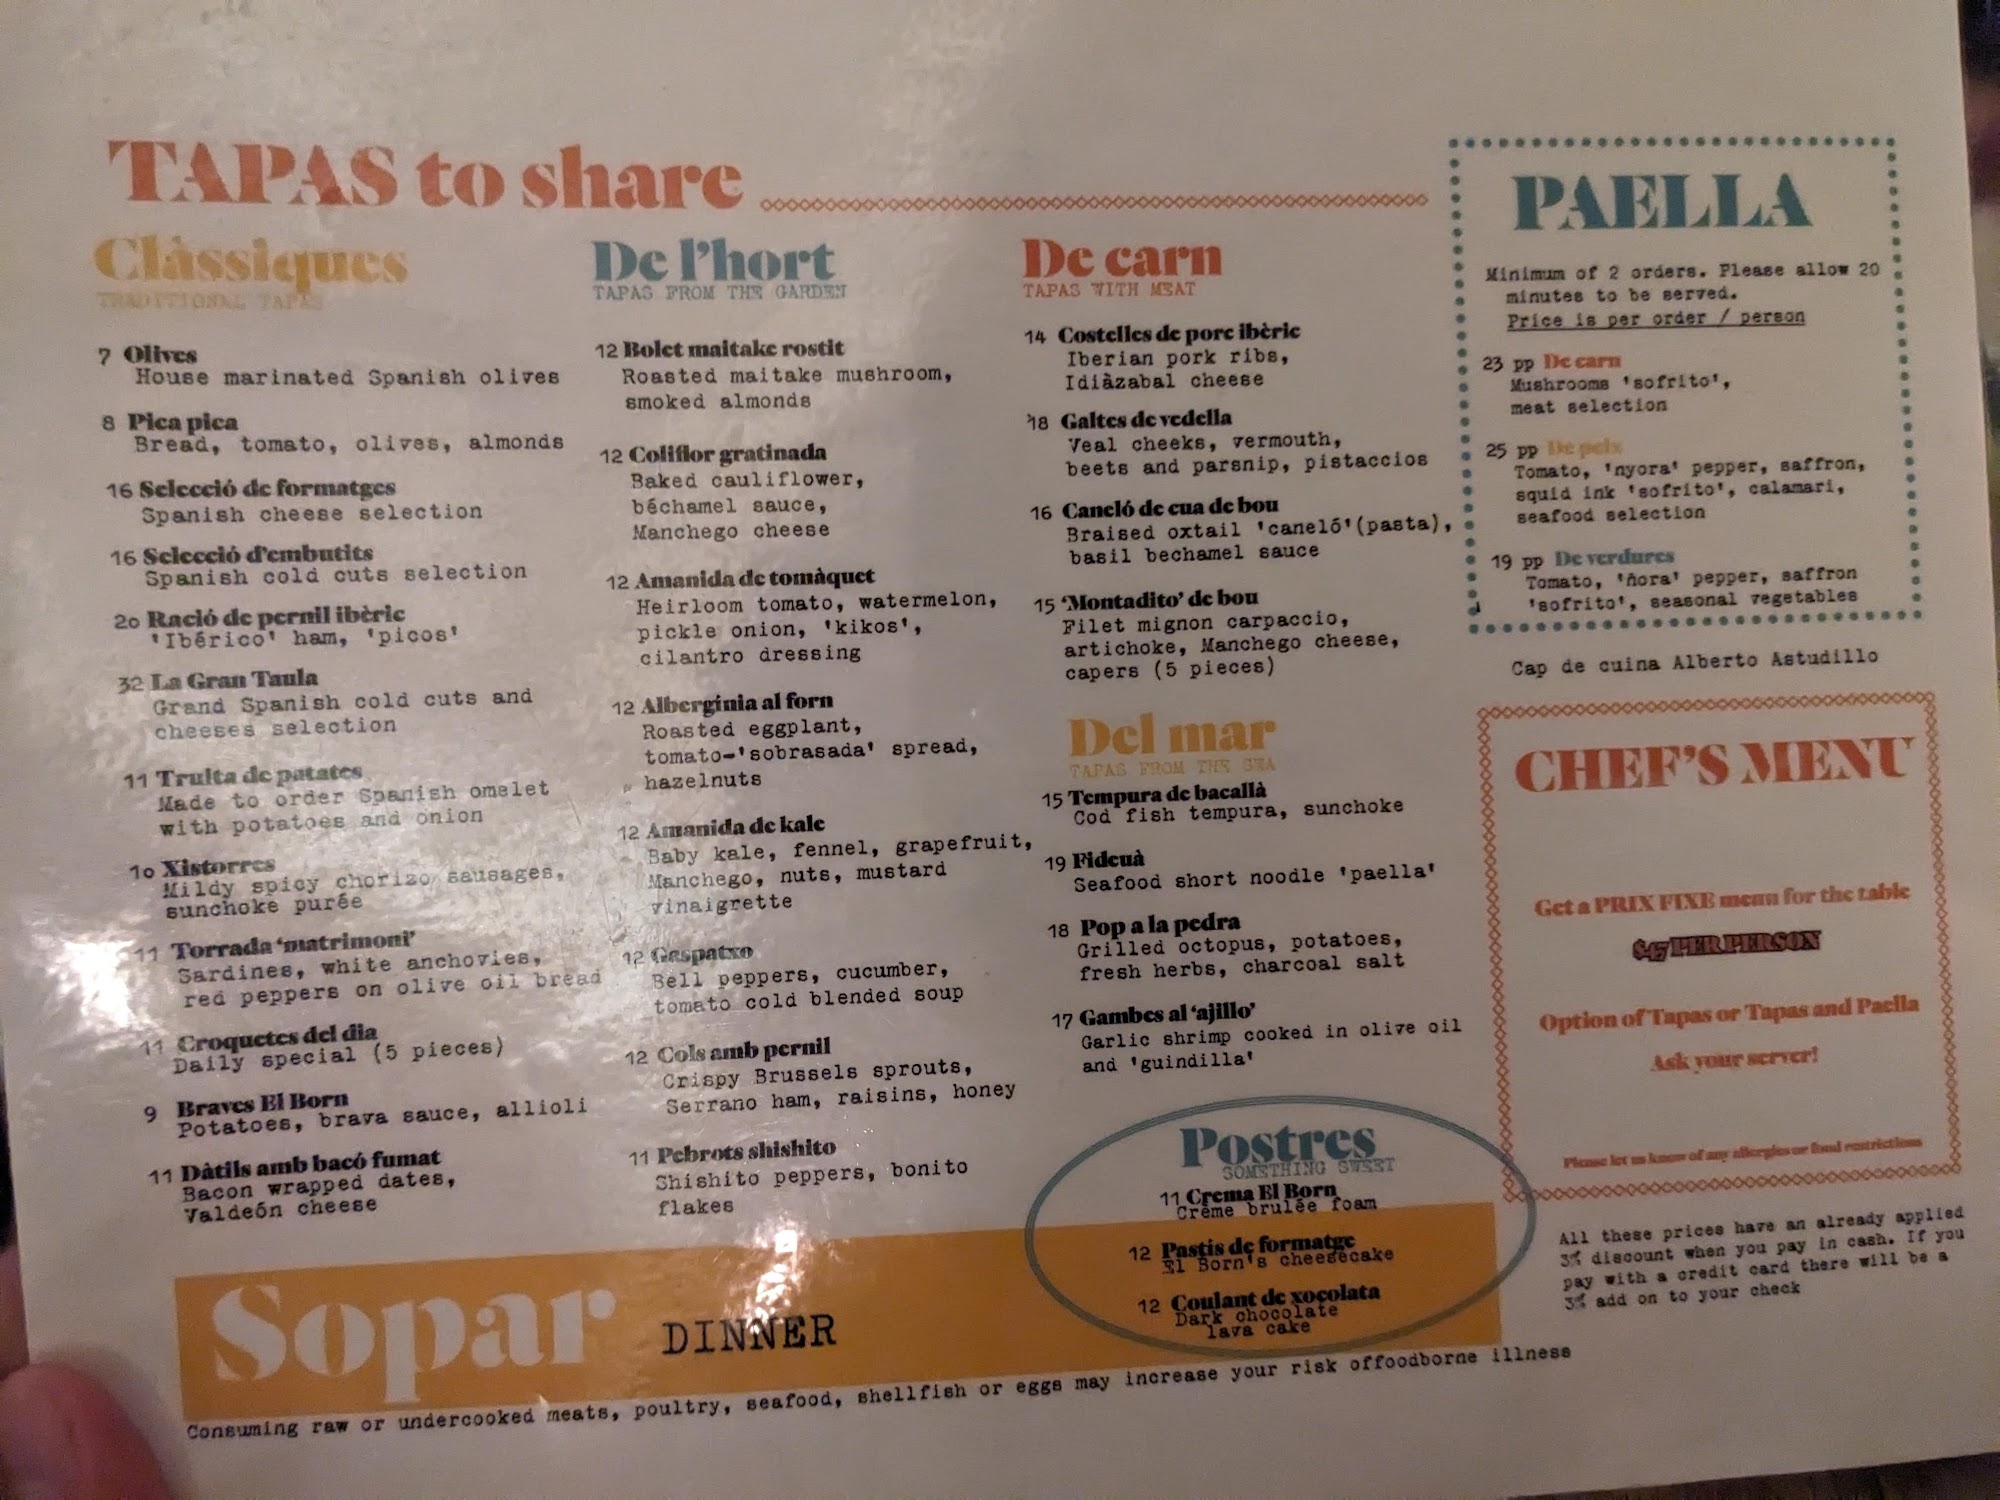 TAPAS to share
Clàssiques
TRADITIONAL TAPAS
7 Olives
House marinated Spanish olives
8 Pica pica
Bread, tomato, olives, almonds
16 Selecció de formatges
Spanish cheese selection
16 Selecció d'embutits
Spanish cold cuts selection
20 Ració de pernil ibèric
'Ibérico' ham, 'picos'
32 La Gran Taula
Grand Spanish cold cuts and
cheeses selection
11 Truita de patates
Made to order Spanish omelet
with potatoes and onion
10 Xistorres
Mildy spicy chorizo sausages,
sunchoke purée
11 Torrada 'matrimoni'
Sardines, white anchovies,
red peppers on olive oil bread
11 Croquetes del dia
Daily special (5 pieces)
9 Braves El Born
Potatoes, brava sauce, allioli
11 Dàtils amb bacó fumat
Bacon wrapped dates,
Valdeón cheese
De l'hort
TAPAS FROM THE GARDEN
12 Bolet maitake rostit
Roasted maitake mushroom,
smoked almonds
12 Coliflor gratinada
Baked cauliflower,
béchamel sauce,
Manchego cheese
12 Amanida de tomàquet
Heirloom tomato, watermelon,
pickle onion, 'kikos',
cilantro dressing
12 Albergínia al forn
Roasted eggplant,
tomato-'sobrasada' spread,
hazelnuts
12 Amanida de kale
Baby kale, fennel, grapefruit,
Manchego, nuts, mustard
vinaigrette
12 Gaspatxo
Bell peppers, cucumber,
tomato cold blended soup
12 Cols amb pernil
Crispy Brussels sprouts,
Serrano ham, raisins, honey
11 Pebrots shishito
Shishito peppers, bonito
flakes
De carn
TAPAS WITH MEAT
14 Costelles de porc ibèric
Iberian pork ribs,
Idiàzabal cheese
18 Galtes de vedella
Veal cheeks, vermouth,
beets and parsnip, pistaccios
16 Caneló de cua de bou
Braised oxtail 'caneló'(pasta),
basil bechamel sauce
15 'Montadito' de bou
Filet mignon carpaccio,
artichoke, Manchego cheese,
capers (5 pieces)
Del mar
TAPAS FROM THE SEA
15 Tempura de bacallà
Cod fish tempura, sunchoke
19 Fideuà
Seafood short noodle 'paella'
18 Pop a la pedra
Grilled octopus, potatoes,
fresh herbs, charcoal salt
17 Gambes al 'ajillo'
Garlic shrimp cooked in olive oil
and 'guindilla'
Postres
SOMETHING SWEET
11 Crema El Born
Crème brulée foam
12 Pastis de formatge
El Born's cheesecake
12 Coulant de xocolata
Dark chocolate
lava cake
PAELLA
Minimum of 2 orders. Please allow 20
minutes to be served.
Price is per order / person
23 pp De carn
Mushrooms 'sofrito',
meat selection
25 pp De peix
Tomato, 'nyora' pepper, saffron,
squid ink 'sofrito', calamari,
seafood selection
19 pp De verdures
Tomato, 'ñora' pepper, saffron
'sofrito', seasonal vegetables
Cap de cuina Alberto Astudillo
CHEF'S MENU
Get a PRIX FIXE menu for the table
$47 PER PERSON
Option of Tapas or Tapas and Paella
Ask your server!
Please let us know of any allergies or food restrictions
All these prices have an already applied
3% discount when you pay in cash. If you
pay with a credit card there will be a
3% add on to your check
Sopar DINNER
Consuming raw or undercooked meats, poultry, seafood, shellfish or eggs may increase your risk offoodborne illness